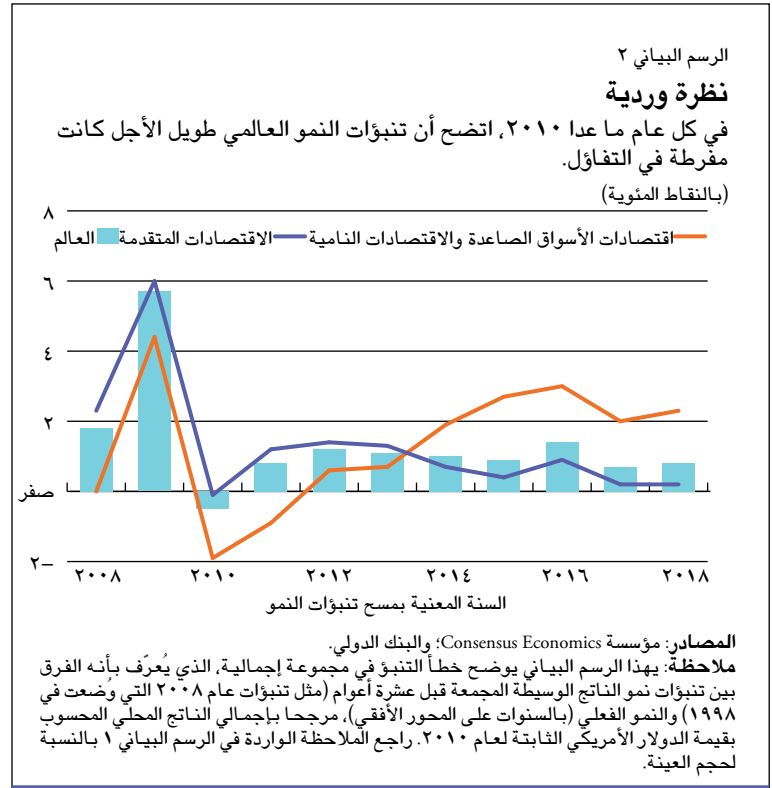 الرسم البياني ٢
نظرة وردية
في كل عام ما عدا ٢٠١٠، اتضح أن تنبؤات النمو العالمي طويل الأجل كانت
مفرطة في التفاؤل.
(بالنقاط المئوية)
٨
اقتصادات الأسواق الصاعدة والاقتصادات النامية الاقتصادات المتقدمة العالم
٦
٤
٢
صفر
–٢
٢٠٠٨ ٢٠١٠ ٢٠١٢ ٢٠١٤ ٢٠١٦ ٢٠١٨
السنة المعنية بمسح تنبؤات النمو
المصادر: مؤسسة Consensus Economics؛ والبنك الدولي.
ملاحظة: يهذا الرسم البياني يوضح خطأ التنبؤ في مجموعة إجمالية، الذي يُعرّف بأنه الفرق
بين تنبؤات نمو الناتج الوسيطة المجمعة قبل عشرة أعوام (مثل تنبؤات عام ٢٠٠٨ التي وُضعت في
١٩٩٨) والنمو الفعلي (بالسنوات على المحور الأفقي)، مرجحا بإجمالي الناتج المحلي المحسوب
بقيمة الدولار الأمريكي الثابتة لعام ٢٠١٠. راجع الملاحظة الواردة في الرسم البياني ١ بالنسبة
لحجم العينة.